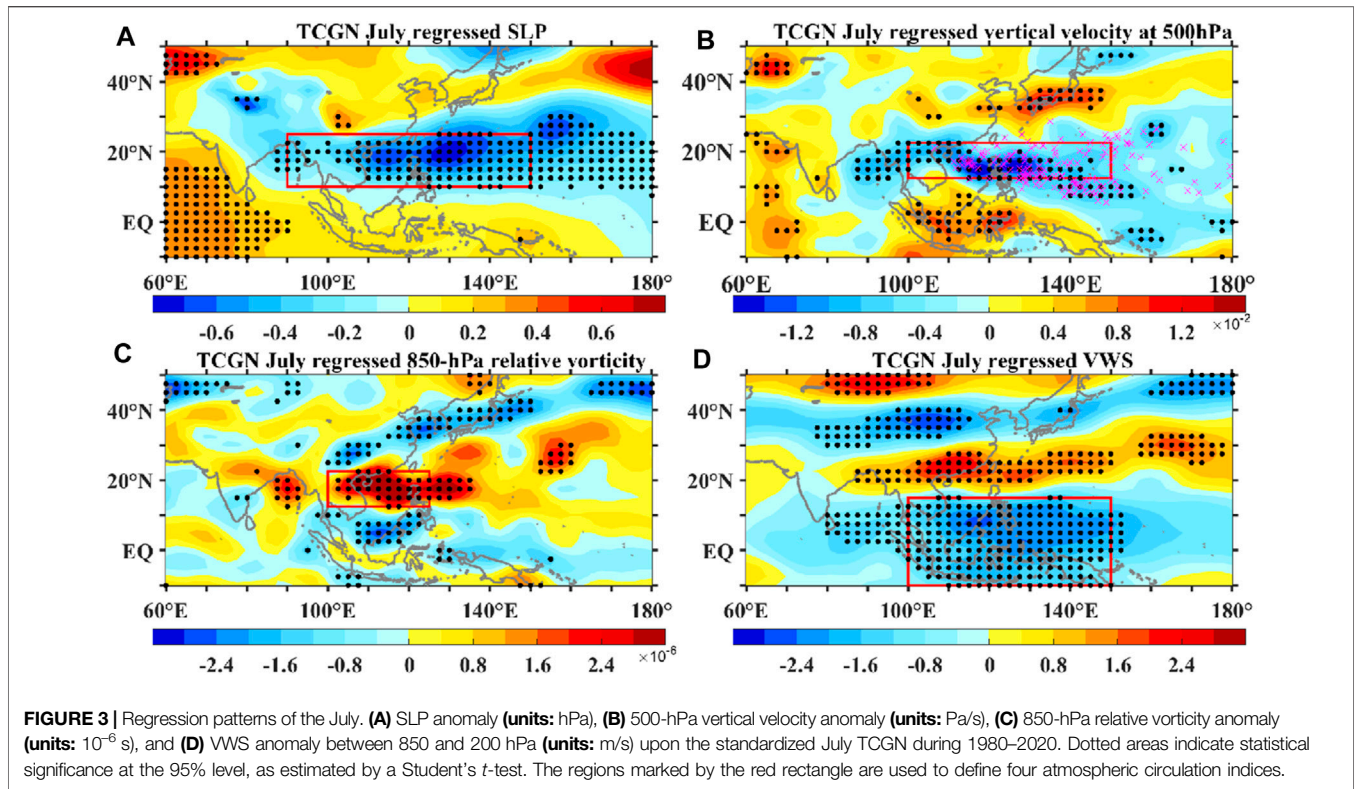 A
TCGN July regressed SLP
40°N
20°N
EQ
60°E
100°E
140°E
180°
-0.6
-0.4
-0.2
0
0.2
0.4
0.6
B
TCGN July regressed vertical velocity at 500hPa
40°N
20°N
EQ
60°E
100°E
140°E
180°
-1.2
-0.8
-0.4
0
0.4
0.8
1.2
×10⁻²
C
TCGN July regressed 850-hPa relative vorticity
40°N
20°N
EQ
60°E
100°E
140°E
180°
-2.4
-1.6
-0.8
0
0.8
1.6
2.4
×10⁻⁶
D
TCGN July regressed VWS
40°N
20°N
EQ
60°E
100°E
140°E
180°
-2.4
-1.6
-0.8
0
0.8
1.6
2.4
FIGURE 3 | Regression patterns of the July. (A) SLP anomaly (units: hPa), (B) 500-hPa vertical velocity anomaly (units: Pa/s), (C) 850-hPa relative vorticity anomaly
(units: 10⁻⁶ s), and (D) VWS anomaly between 850 and 200 hPa (units: m/s) upon the standardized July TCGN during 1980–2020. Dotted areas indicate statistical
significance at the 95% level, as estimated by a Student's t-test. The regions marked by the red rectangle are used to define four atmospheric circulation indices.